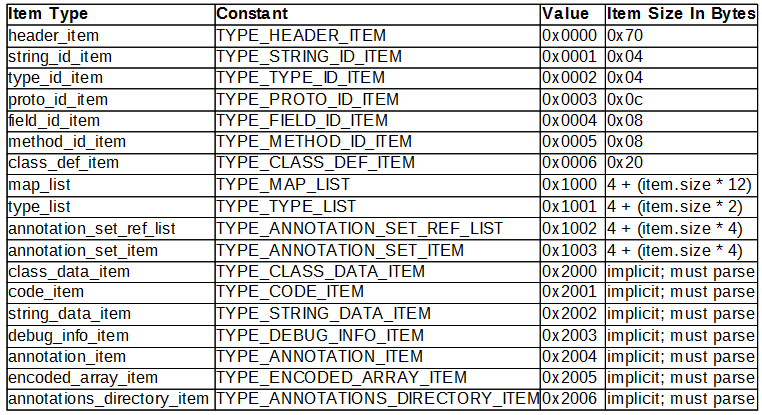 Item Type Constant Value Item Size In Bytes
header_item TYPE_HEADER_ITEM 0x0000 0x70
string_id_item TYPE_STRING_ID_ITEM 0x0001 0x04
type_id_item TYPE_TYPE_ID_ITEM 0x0002 0x04
proto_id_item TYPE_PROTO_ID_ITEM 0x0003 0x0c
field_id_item TYPE_FIELD_ID_ITEM 0x0004 0x08
method_id_item TYPE_METHOD_ID_ITEM 0x0005 0x08
class_def_item TYPE_CLASS_DEF_ITEM 0x0006 0x20
map_list TYPE_MAP_LIST 0x1000 4 + (item.size * 12)
type_list TYPE_TYPE_LIST 0x1001 4 + (item.size * 2)
annotation_set_ref_list TYPE_ANNOTATION_SET_REF_LIST 0x1002 4 + (item.size * 4)
annotation_set_item TYPE_ANNOTATION_SET_ITEM 0x1003 4 + (item.size * 4)
class_data_item TYPE_CLASS_DATA_ITEM 0x2000 implicit; must parse
code_item TYPE_CODE_ITEM 0x2001 implicit; must parse
string_data_item TYPE_STRING_DATA_ITEM 0x2002 implicit; must parse
debug_info_item TYPE_DEBUG_INFO_ITEM 0x2003 implicit; must parse
annotation_item TYPE_ANNOTATION_ITEM 0x2004 implicit; must parse
encoded_array_item TYPE_ENCODED_ARRAY_ITEM 0x2005 implicit; must parse
annotations_directory_item TYPE_ANNOTATIONS_DIRECTORY_ITEM 0x2006 implicit; must parse